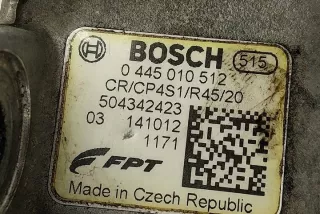 BOSCH 515
0 445 010 512
CR/CP4S1/R45/20
504342423
03 141012
1171
FPT
Made in Czech Republic